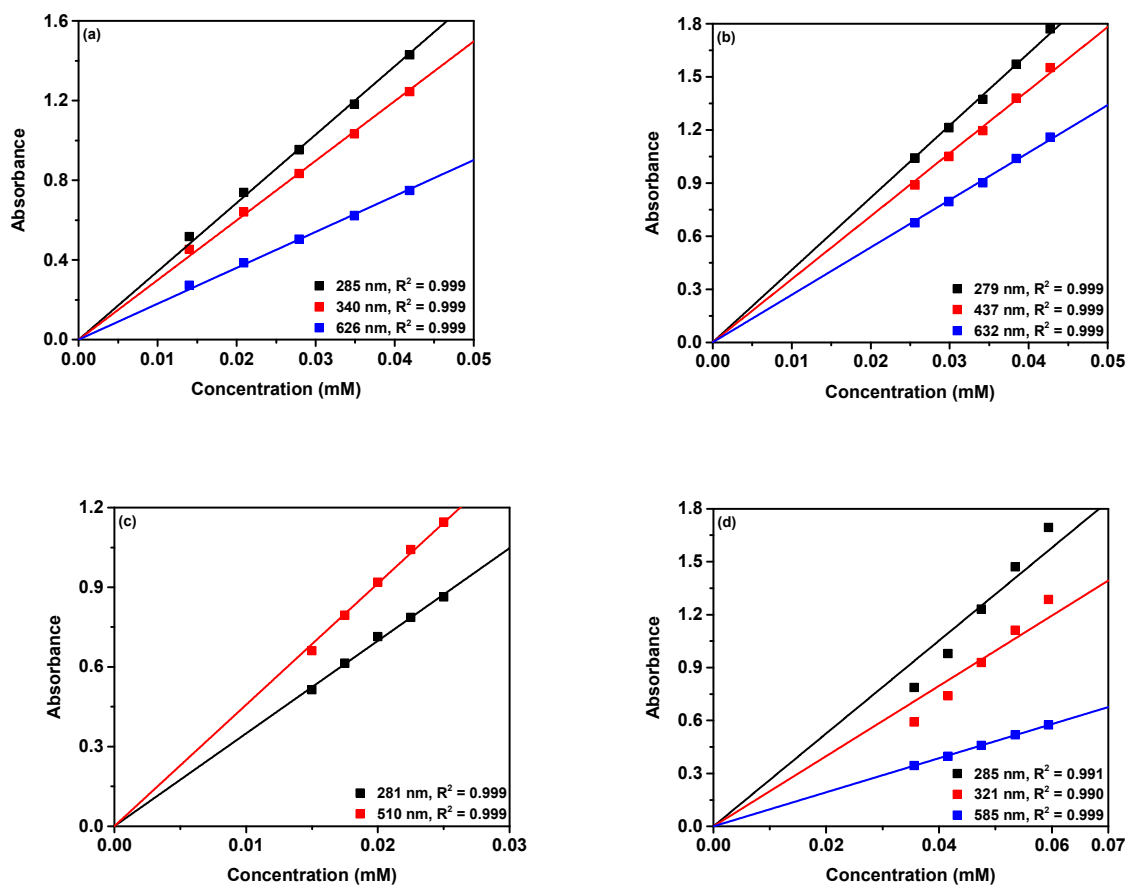 (a)
1.6
1.2
0.8
0.4
0.0
Absorbance
285 nm, R² = 0.999
340 nm, R² = 0.999
626 nm, R² = 0.999
0.00 0.01 0.02 0.03 0.04 0.05
Concentration (mM)
(b)
1.8
1.5
1.2
0.9
0.6
0.3
0.0
Absorbance
279 nm, R² = 0.999
437 nm, R² = 0.999
632 nm, R² = 0.999
0.00 0.01 0.02 0.03 0.04 0.05
Concentration (mM)
(c)
1.2
0.9
0.6
0.3
0.0
Absorbance
281 nm, R² = 0.999
510 nm, R² = 0.999
0.00 0.01 0.02 0.03
Concentration (mM)
(d)
1.8
1.5
1.2
0.9
0.6
0.3
0.0
Absorbance
285 nm, R² = 0.991
321 nm, R² = 0.990
585 nm, R² = 0.999
0.00 0.02 0.04 0.06 0.07
Concentration (mM)